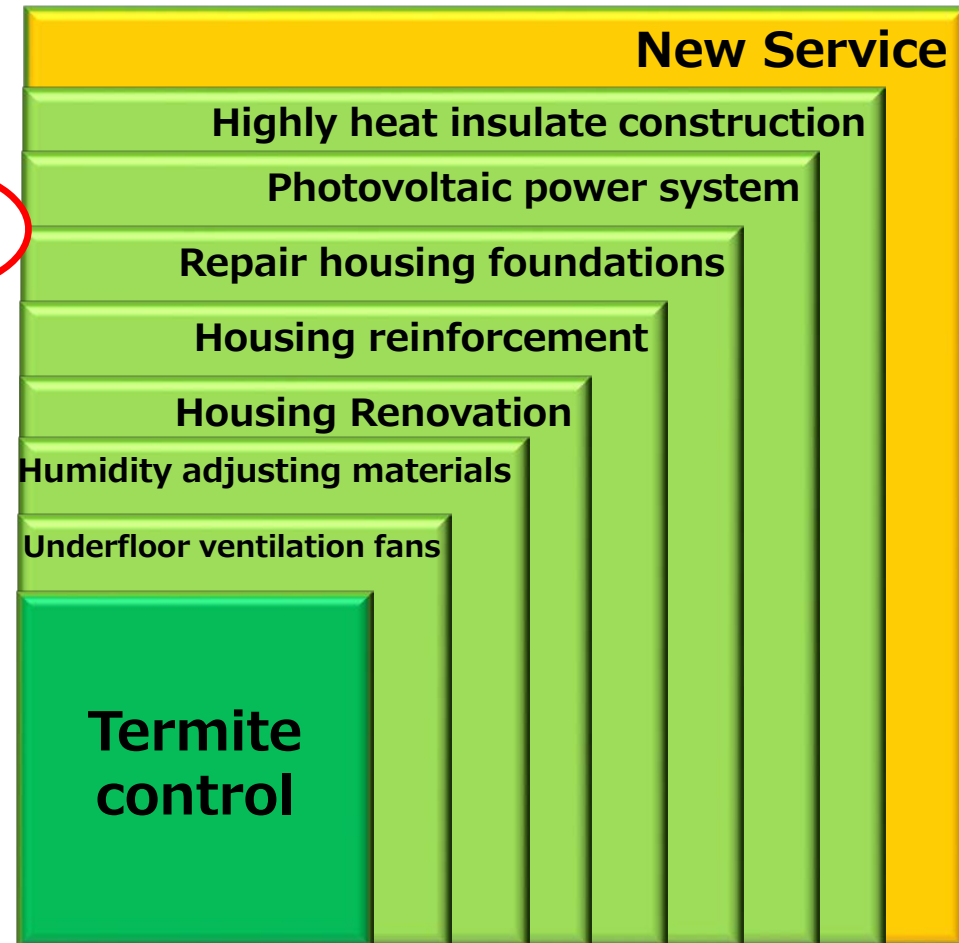 New Service
Highly heat insulate construction
Photovoltaic power system
Repair housing foundations
Housing reinforcement
Housing Renovation
Humidity adjusting materials
Underfloor ventilation fans
Termite
control